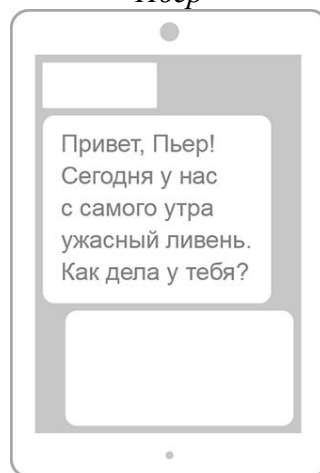 Привет, Пьер!
Сегодня у нас
с самого утра
ужасный ливень.
Как дела у тебя?